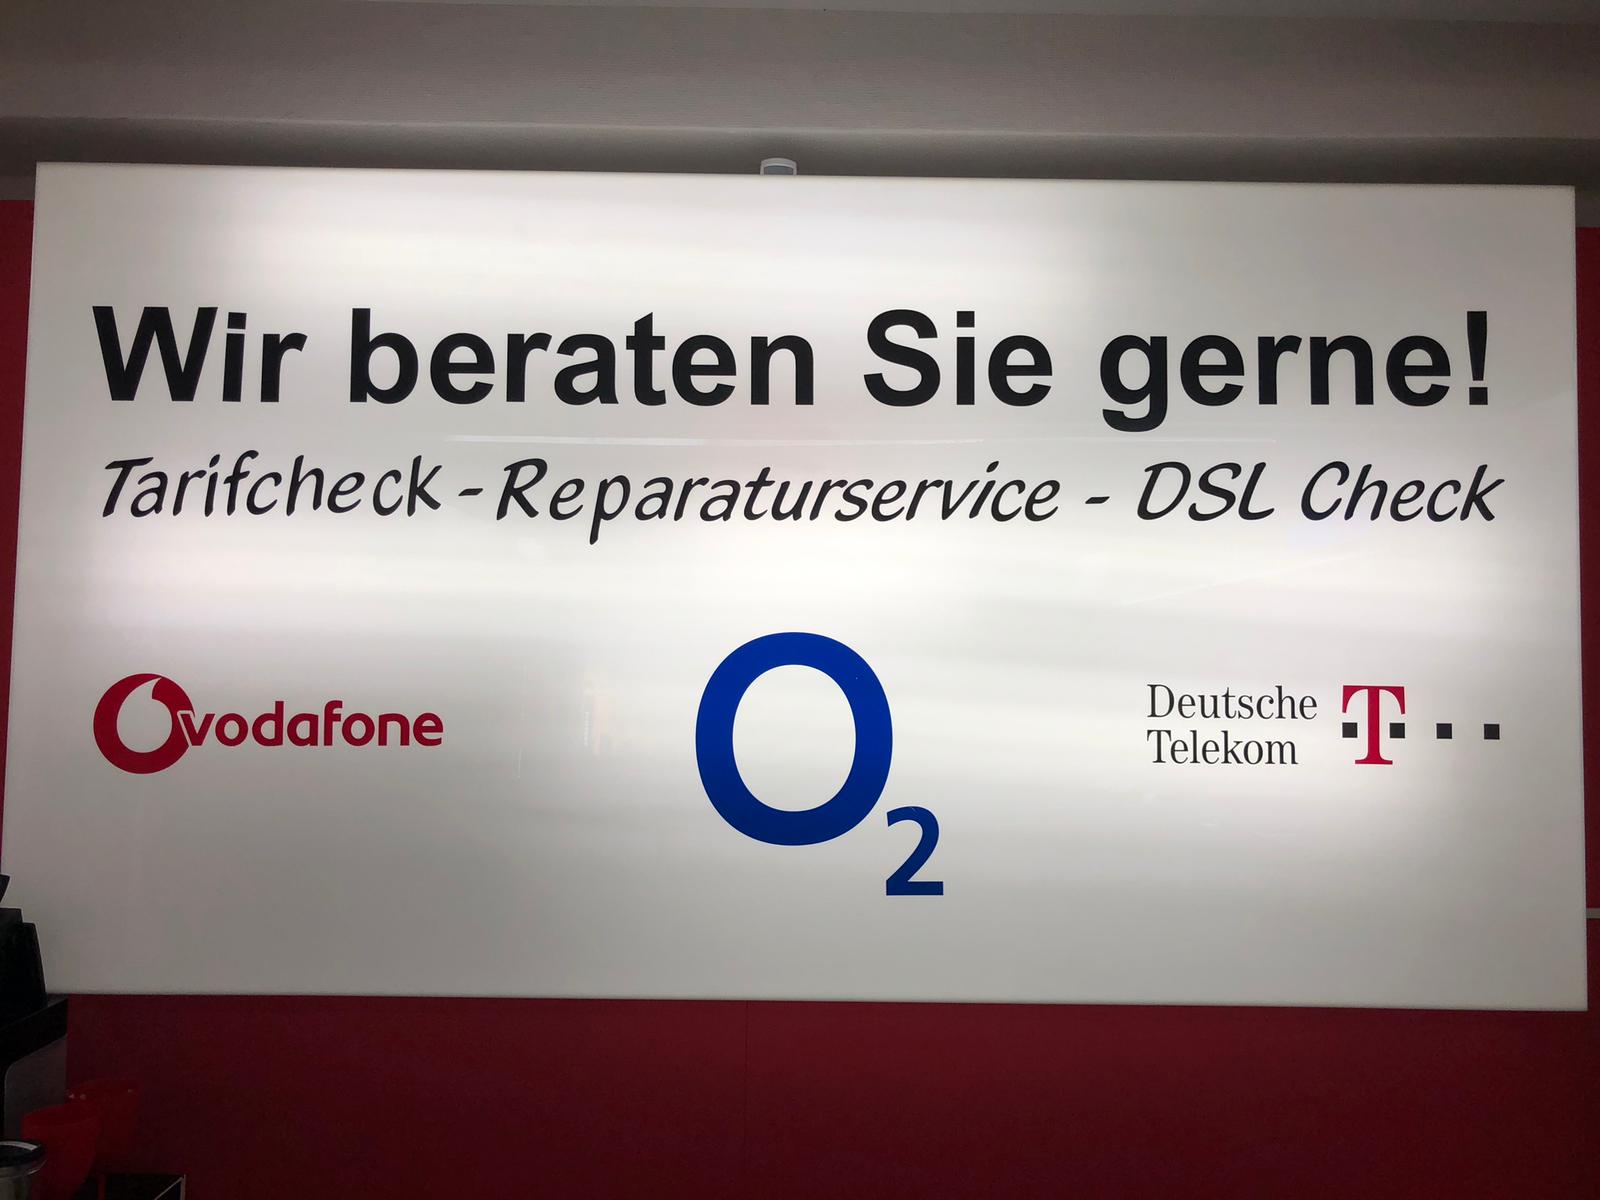 Wir beraten Sie gerne!
Tarifcheck - Reparaturservice - DSL Check
vodafone
O2
Deutsche
Telekom
T